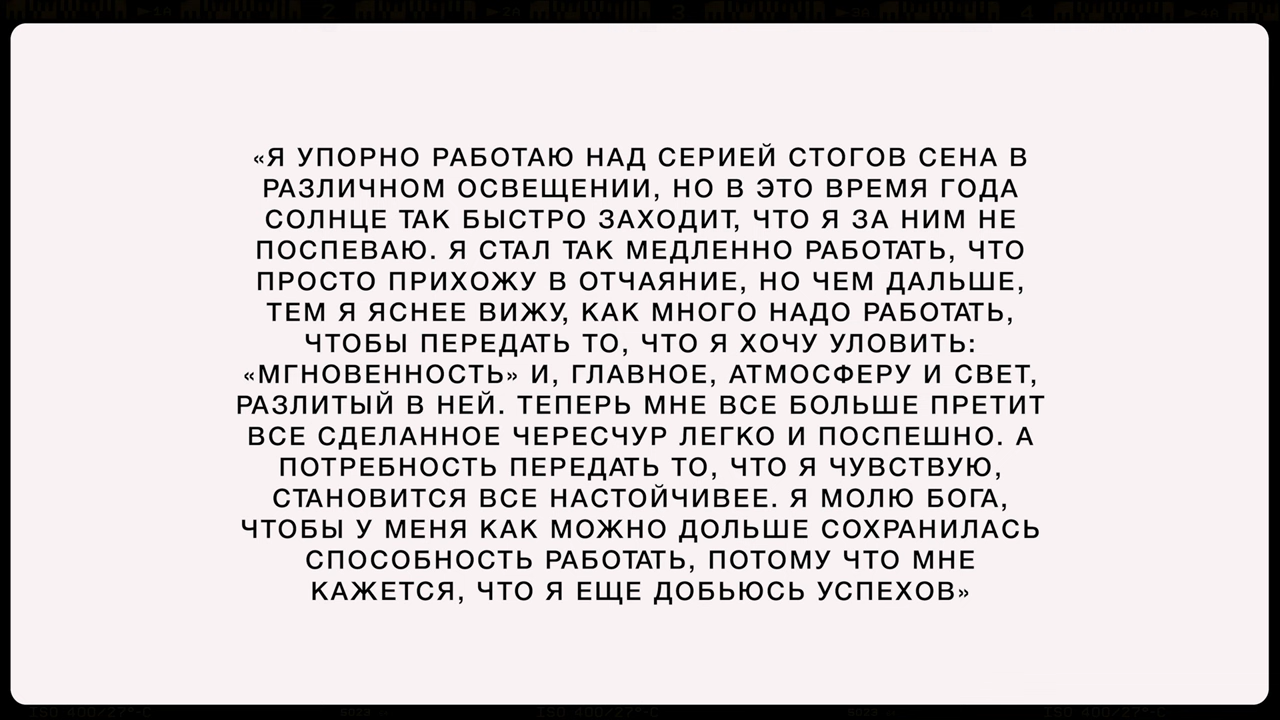 «Я УПОРНО РАБОТАЮ НАД СЕРИЕЙ СТОГОВ СЕНА В
РАЗЛИЧНОМ ОСВЕЩЕНИИ, НО В ЭТО ВРЕМЯ ГОДА
СОЛНЦЕ ТАК БЫСТРО ЗАХОДИТ, ЧТО Я ЗА НИМ НЕ
ПОСПЕВАЮ. Я СТАЛ ТАК МЕДЛЕННО РАБОТАТЬ, ЧТО
ПРОСТО ПРИХОЖУ В ОТЧАЯНИЕ, НО ЧЕМ ДАЛЬШЕ,
ТЕМ Я ЯСНЕЕ ВИЖУ, КАК МНОГО НАДО РАБОТАТЬ,
ЧТОБЫ ПЕРЕДАТЬ ТО, ЧТО Я ХОЧУ УЛОВИТЬ:
«МГНОВЕННОСТЬ» И, ГЛАВНОЕ, АТМОСФЕРУ И СВЕТ,
РАЗЛИТЫЙ В НЕЙ. ТЕПЕРЬ МНЕ ВСЕ БОЛЬШЕ ПРЕТИТ
ВСЕ СДЕЛАННОЕ ЧЕРЕСЧУР ЛЕГКО И ПОСПЕШНО. А
ПОТРЕБНОСТЬ ПЕРЕДАТЬ ТО, ЧТО Я ЧУВСТВУЮ,
СТАНОВИТСЯ ВСЕ НАСТОЙЧИВЕЕ. Я МОЛЮ БОГА,
ЧТОБЫ У МЕНЯ КАК МОЖНО ДОЛЬШЕ СОХРАНИЛАСЬ
СПОСОБНОСТЬ РАБОТАТЬ, ПОТОМУ ЧТО МНЕ
КАЖЕТСЯ, ЧТО Я ЕЩЕ ДОБЬЮСЬ УСПЕХОВ»